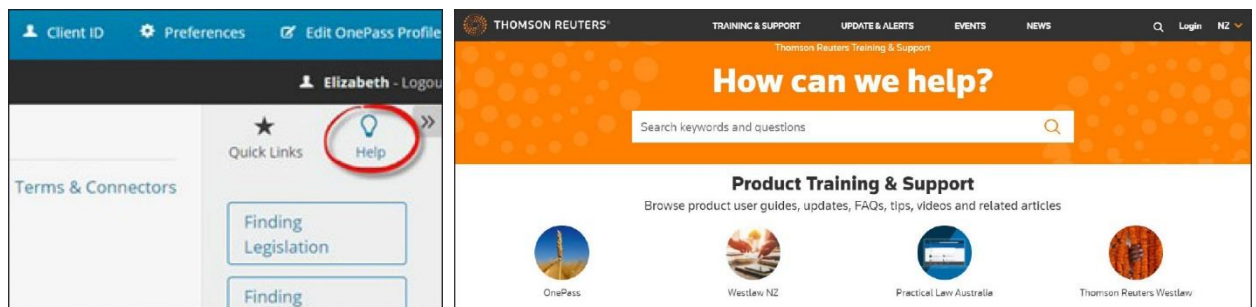 Client ID Preferences Edit OnePass Profile
Elizabeth - Logou
Quick Links Help
Terms & Connectors
Finding
Legislation
Finding
THOMSON REUTERS® TRAINING & SUPPORT UPDATE & ALERTS EVENTS NEWS Login NZ
Thomson Reuters Training & Support
How can we help?
Search keywords and questions
Product Training & Support
Browse product user guides, updates, FAQs, tips, videos and related articles
OnePass Westlaw NZ Practical Law Australia Thomson Reuters Westlaw